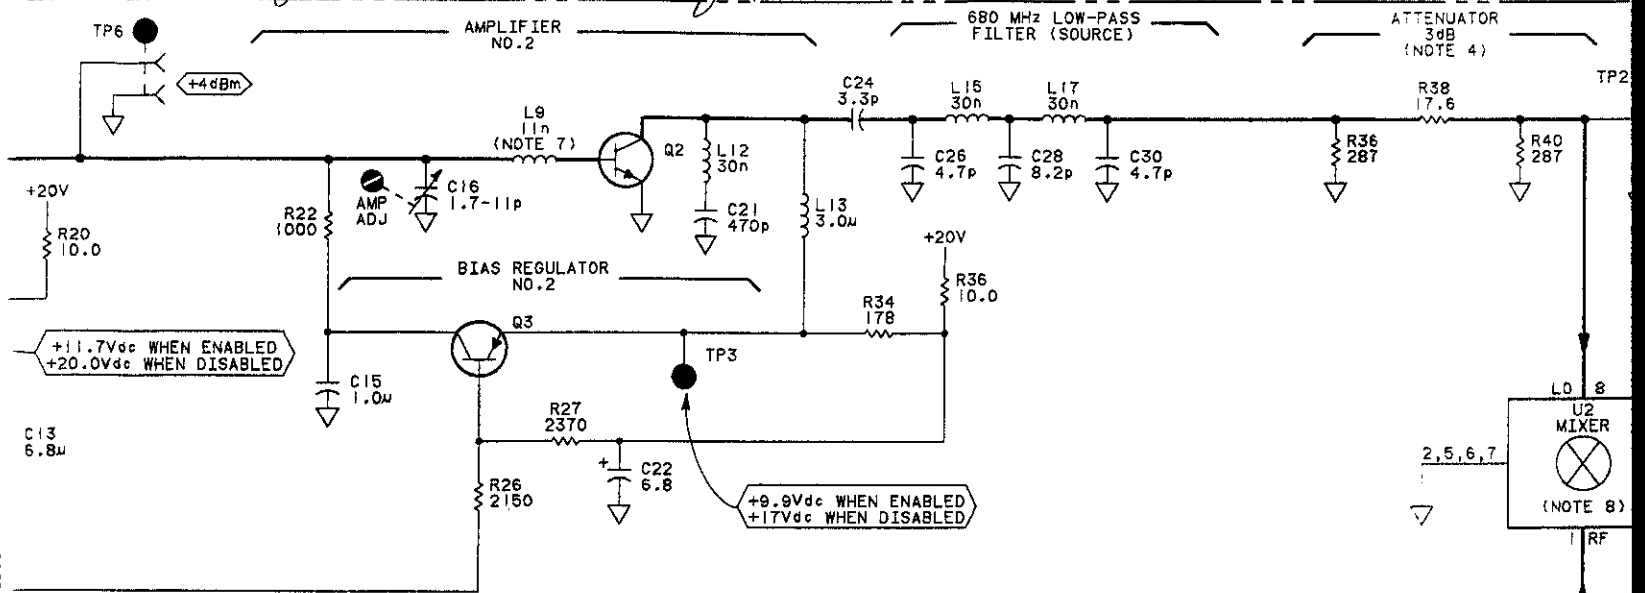 AMPLIFIER
NO.2
680 MHz LOW-PASS
FILTER (SOURCE)
ATTENUATOR
3dB
(NOTE 4)
TP6
+4dBm
TP2
C24
3.3p
L15
30n
L17
30n
R38
17.6
L9
11n
(NOTE 7)
Q2
L12
30n
C26
4.7p
C28
8.2p
C30
4.7p
R36
287
R40
287
+20V
R20
10.0
R22
1000
AMP
ADJ
C16
1.7-11p
C21
470p
L13
3.0µ
+20V
R36
10.0
BIAS REGULATOR
NO.2
R34
178
Q3
+11.7Vdc WHEN ENABLED
+20.0Vdc WHEN DISABLED
TP3
C15
1.0µ
LO 8
U2
MIXER
R27
2370
C13
6.8µ
2,5,6,7
+
C22
6.8
R26
2150
+9.9Vdc WHEN ENABLED
+17Vdc WHEN DISABLED
(NOTE 8)
1 RF